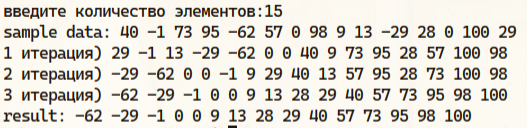 введите количество элементов:15
sample data: 40 -1 73 95 -62 57 0 98 9 13 -29 28 0 100 29
1 итерация) 29 -1 13 -29 -62 0 0 40 9 73 95 28 57 100 98
2 итерация) -29 -62 0 0 -1 9 29 40 13 57 95 28 73 100 98
3 итерация) -62 -29 -1 0 0 9 13 28 29 40 57 73 95 98 100
result: -62 -29 -1 0 0 9 13 28 29 40 57 73 95 98 100